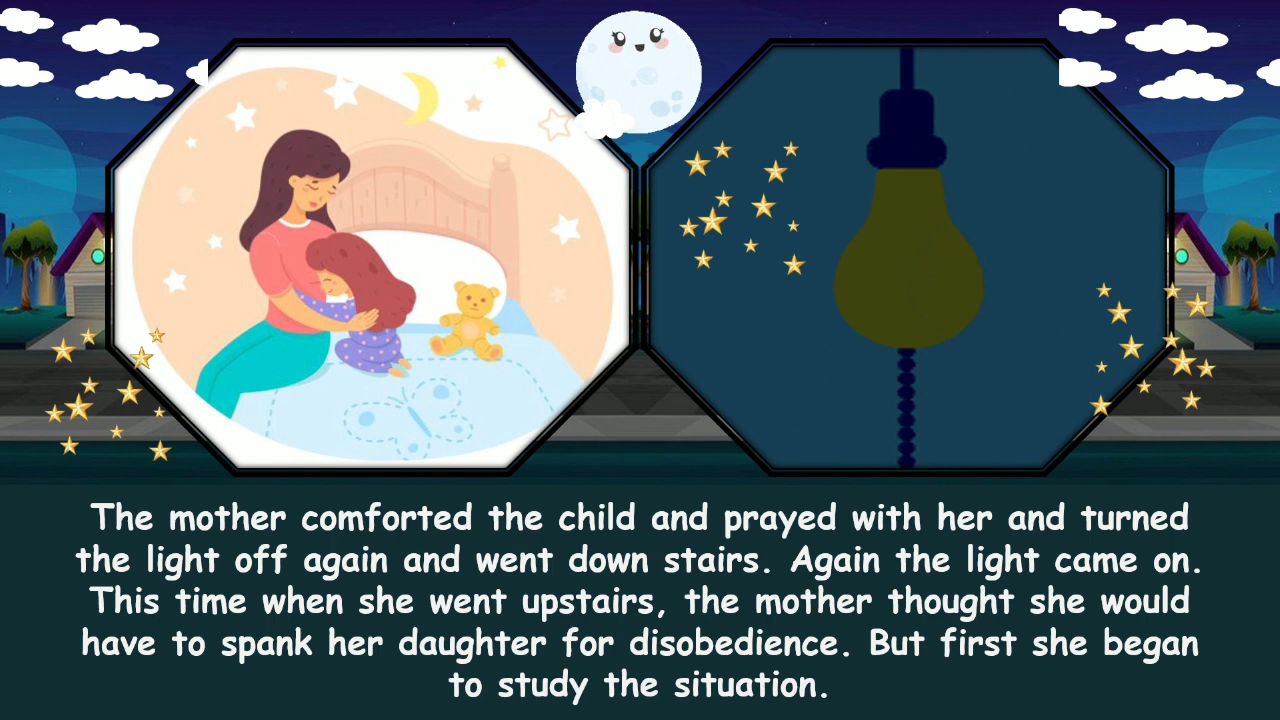 The mother comforted the child and prayed with her and turned
the light off again and went down stairs. Again the light came on.
This time when she went upstairs, the mother thought she would
have to spank her daughter for disobedience. But first she began
to study the situation.